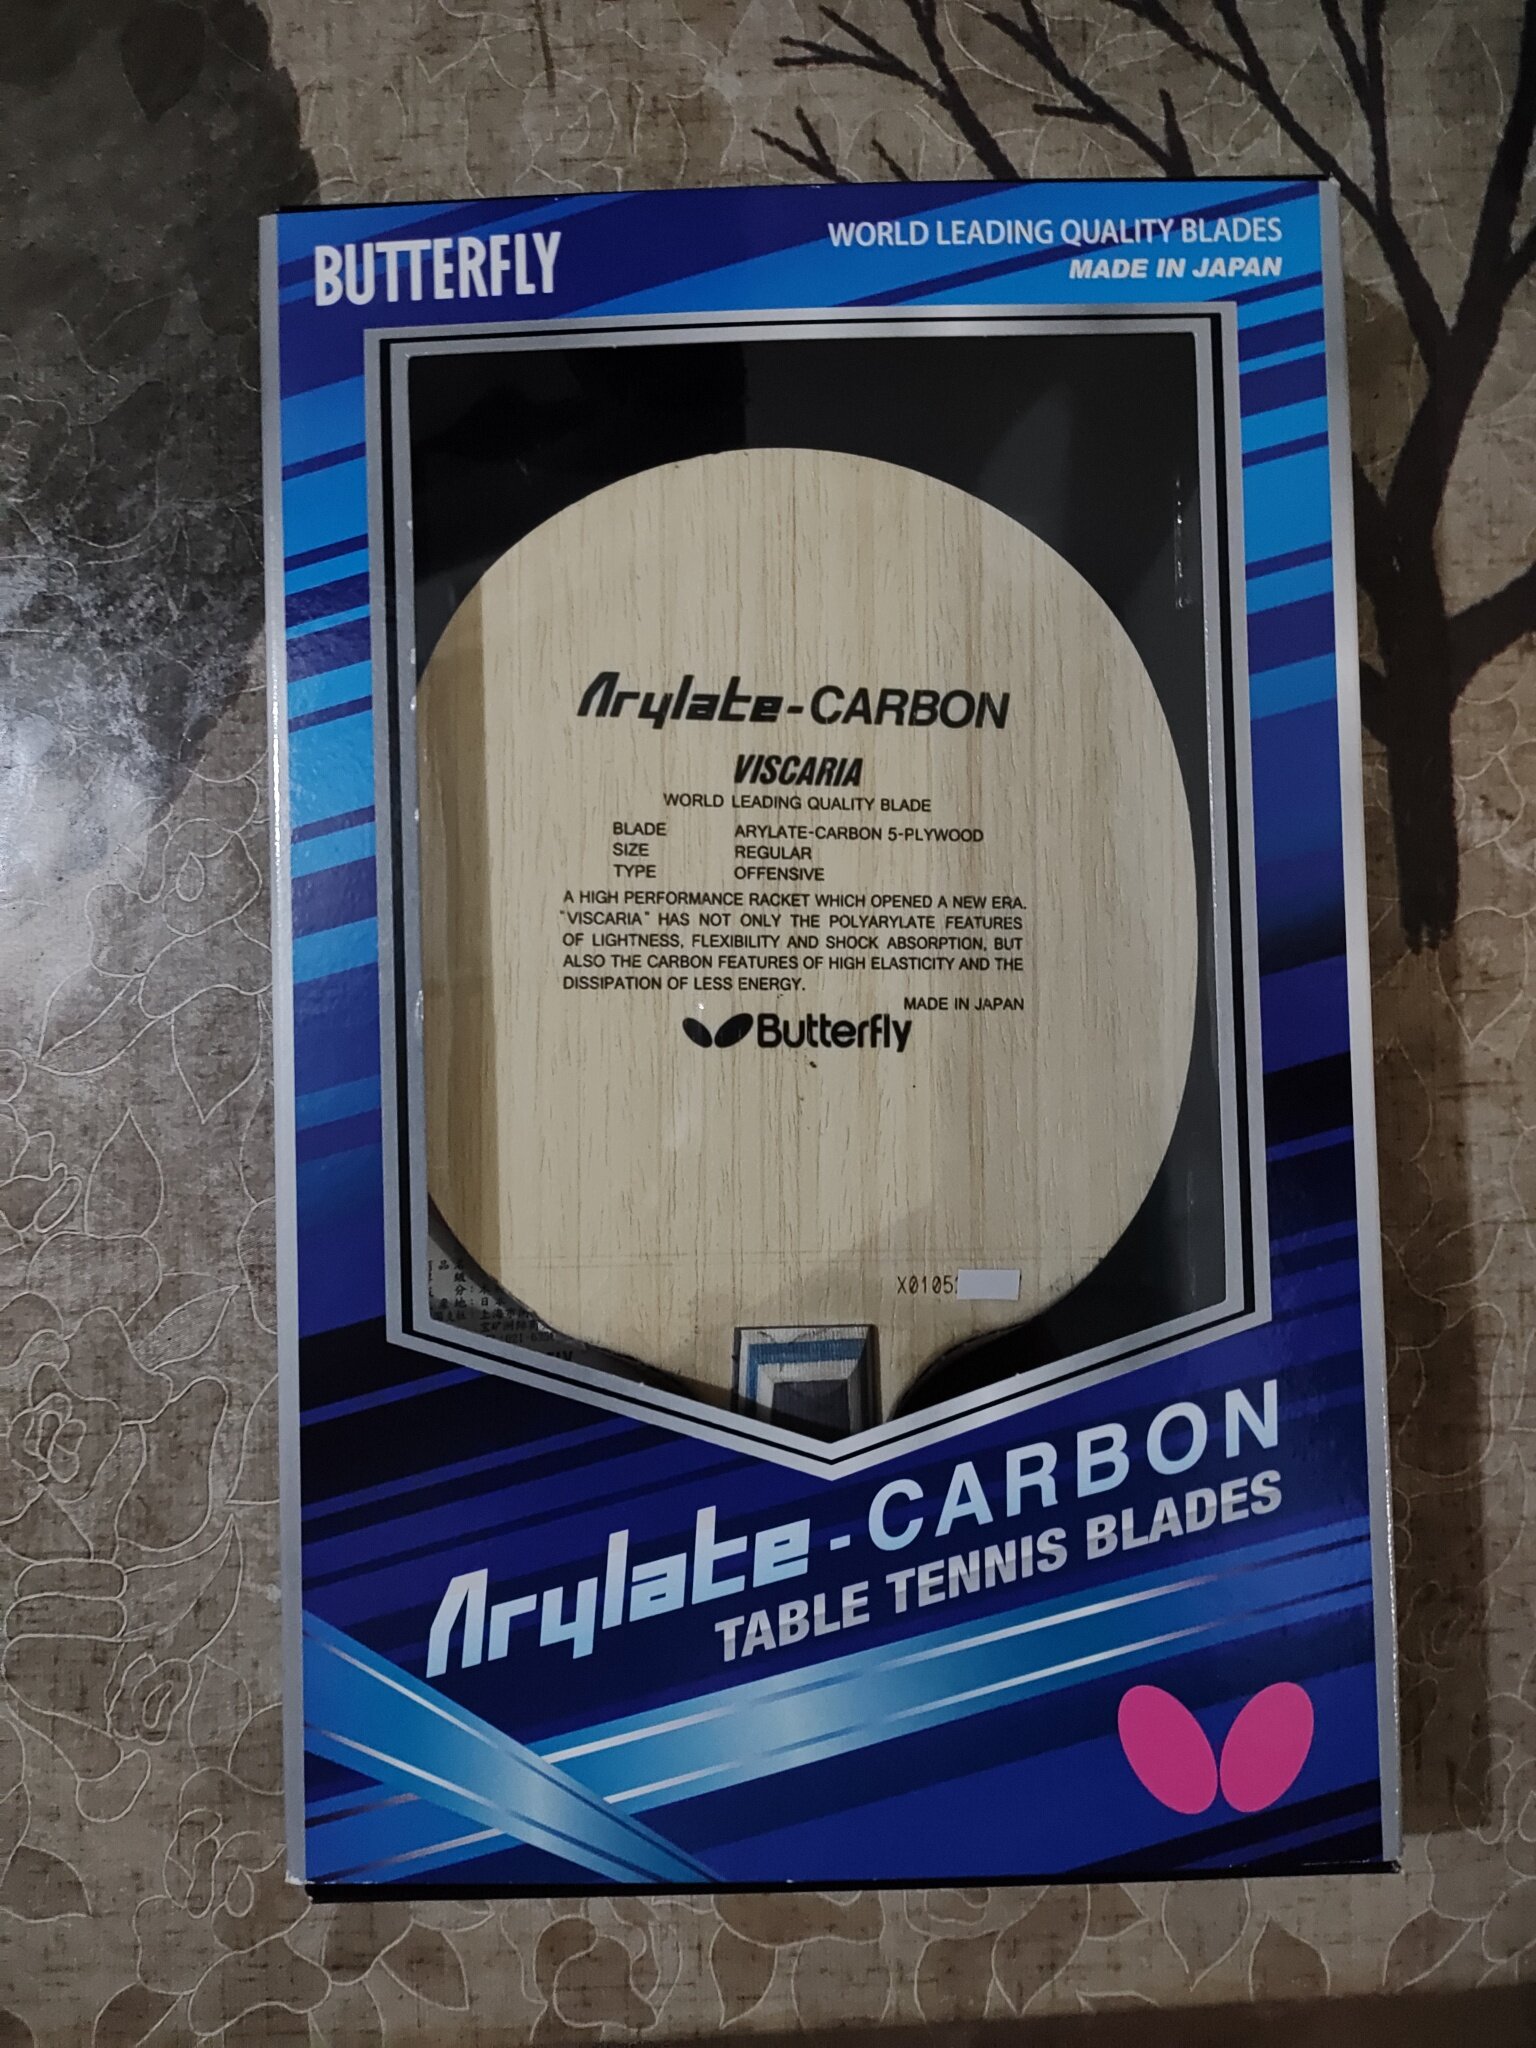 BUTTERFLY
WORLD LEADING QUALITY BLADES
MADE IN JAPAN
Arylate-CARBON
VISCARIA
WORLD LEADING QUALITY BLADE
BLADE ARYLATE-CARBON 5-PLYWOOD
SIZE REGULAR
TYPE OFFENSIVE
A HIGH PERFORMANCE RACKET WHICH OPENED A NEW ERA.
"VISCARIA" HAS NOT ONLY THE POLYARYLATE FEATURES
OF LIGHTNESS, FLEXIBILITY AND SHOCK ABSORPTION, BUT
ALSO THE CARBON FEATURES OF HIGH ELASTICITY AND THE
DISSIPATION OF LESS ENERGY.
MADE IN JAPAN
Butterfly
X0105
Arylate-CARBON
TABLE TENNIS BLADES